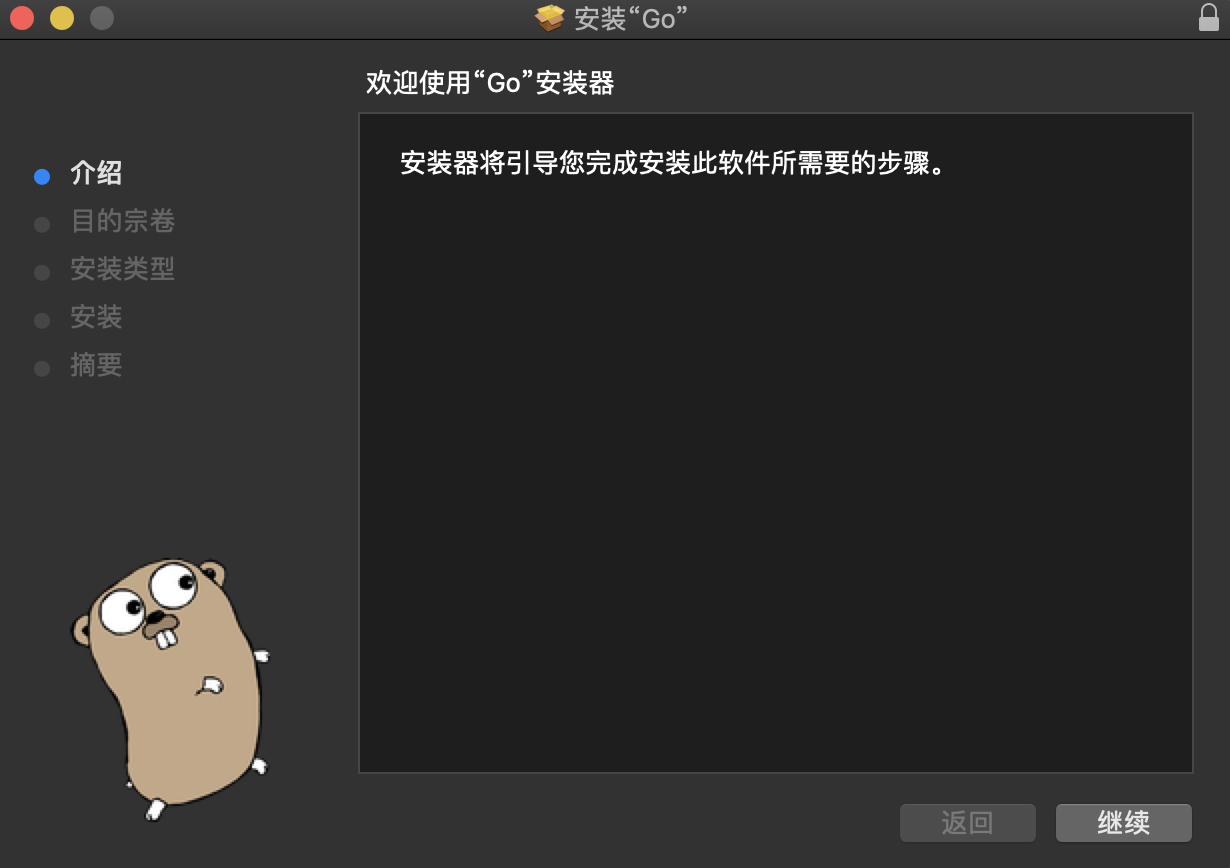 安装“Go”
欢迎使用“Go”安装器
安装器将引导您完成安装此软件所需要的步骤。
介绍
目的宗卷
安装类型
安装
摘要
返回
继续